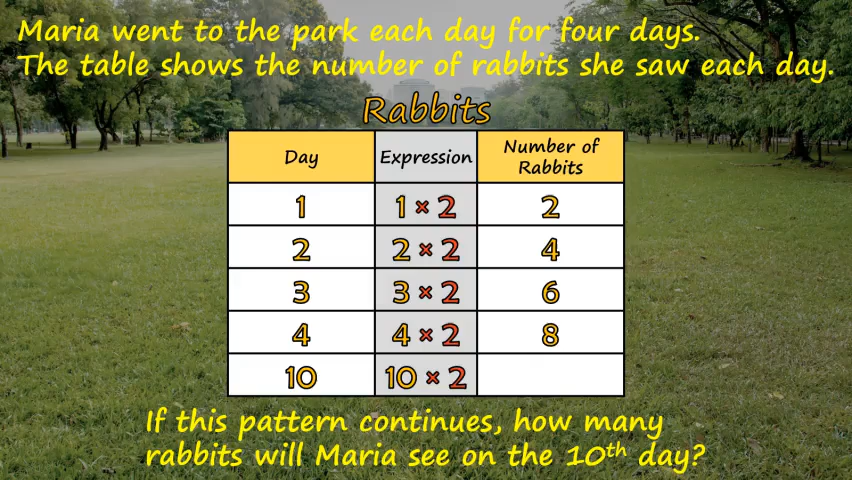 Maria went to the park each day for four days.
The table shows the number of rabbits she saw each day.
Rabbits
Day Expression Number of Rabbits
1 1 × 2 2
2 2 × 2 4
3 3 × 2 6
4 4 × 2 8
10 10 × 2
If this pattern continues, how many
rabbits will Maria see on the 10th day?